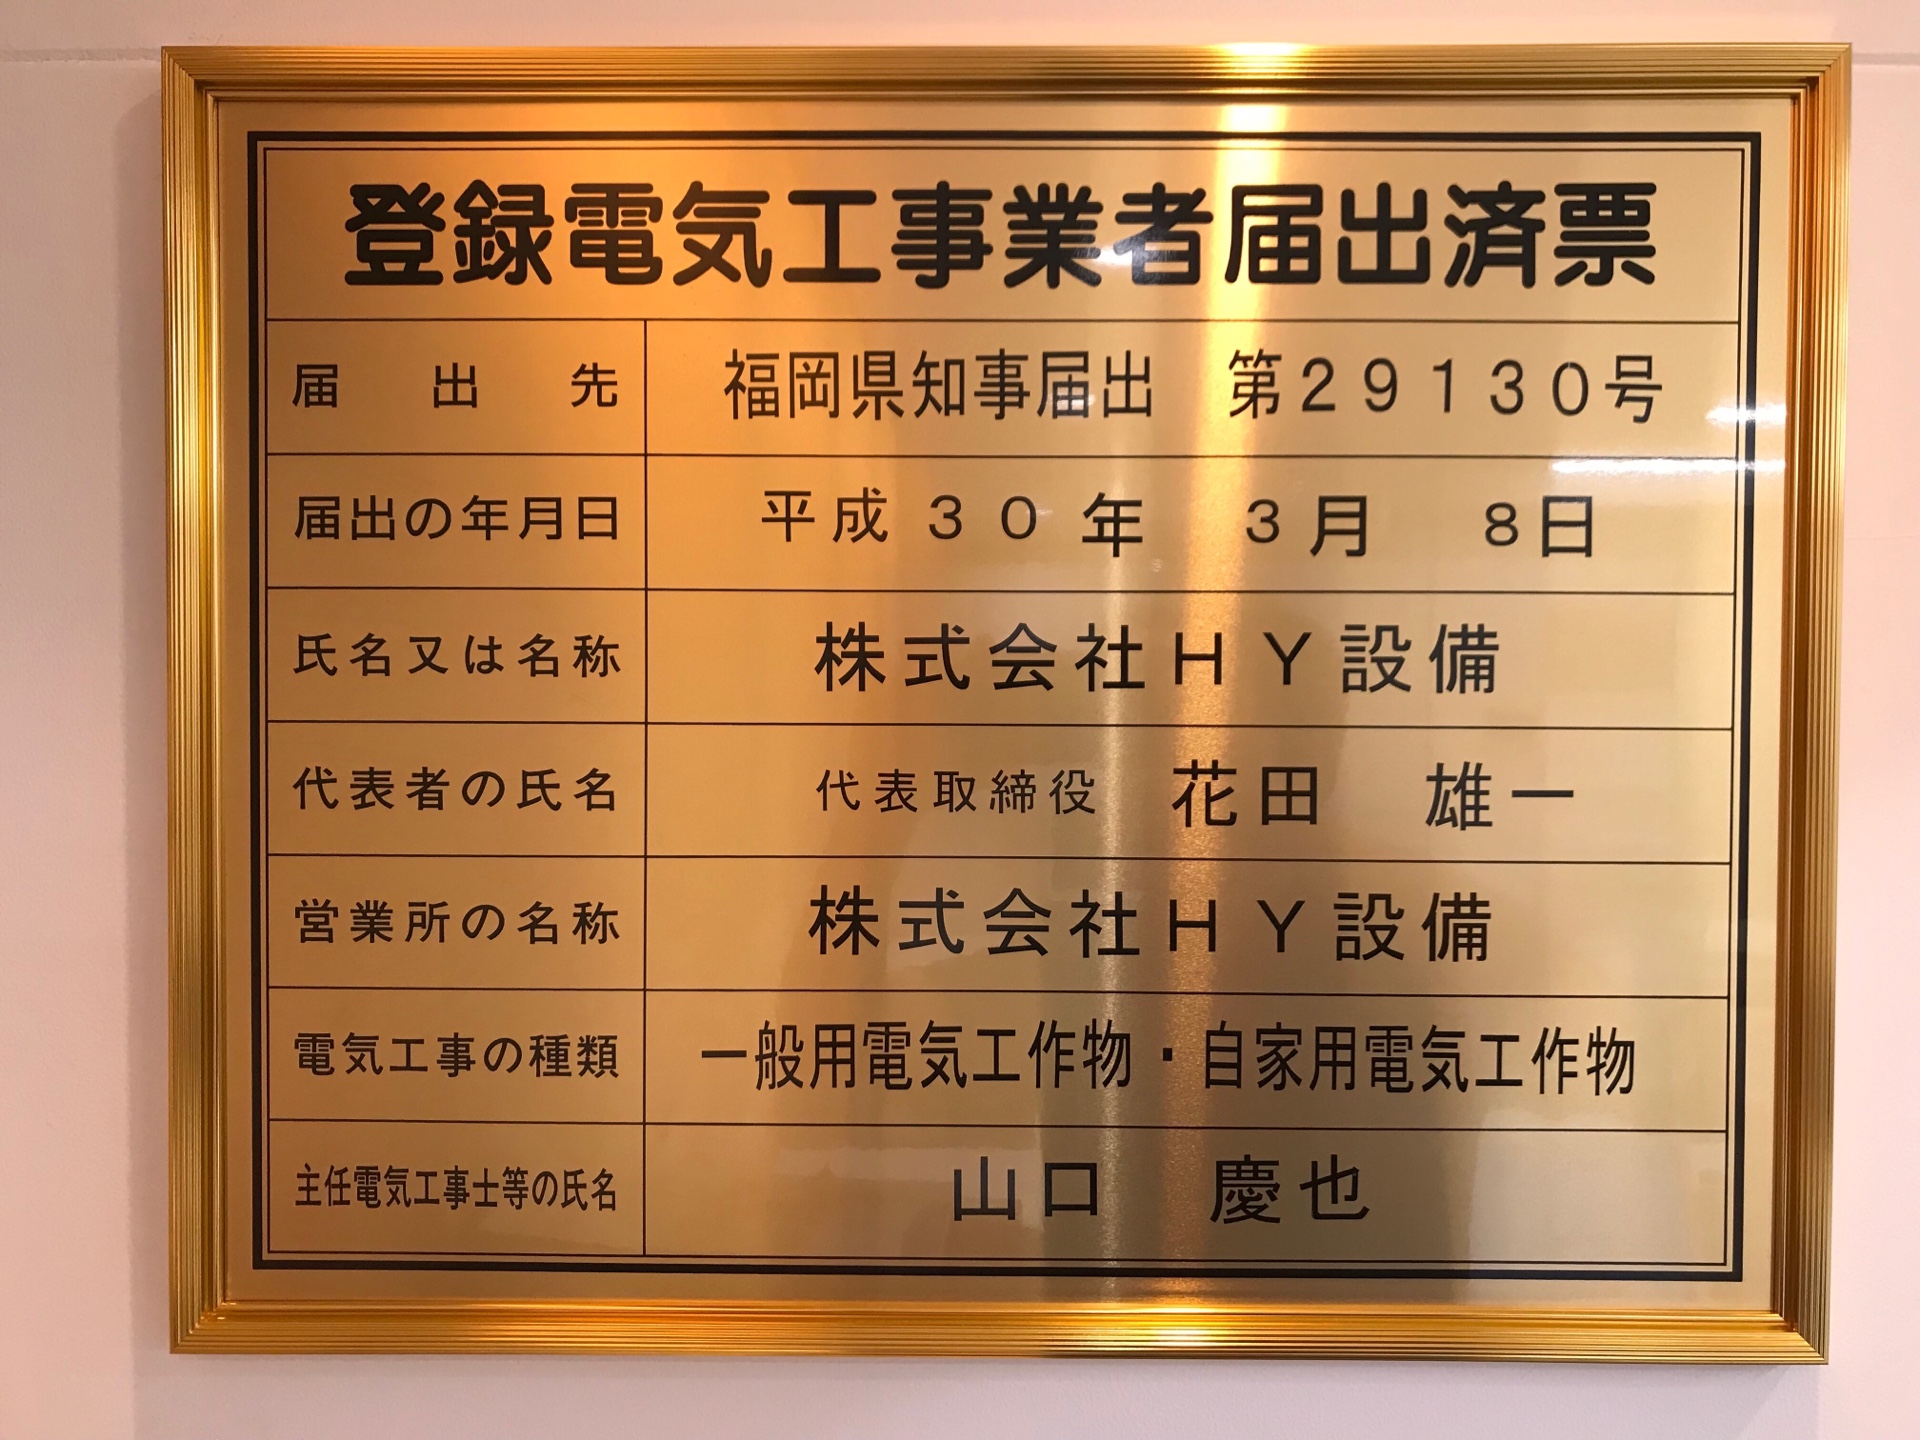 登録電気工事業者届出済票
届出先 福岡県知事届出 第29130号
届出の年月日 平成30年 3月 8日
氏名又は名称 株式会社HY設備
代表者の氏名 代表取締役 花田 雄一
営業所の名称 株式会社HY設備
電気工事の種類 一般用電気工作物・自家用電気工作物
主任電気工事士等の氏名 山口 慶也